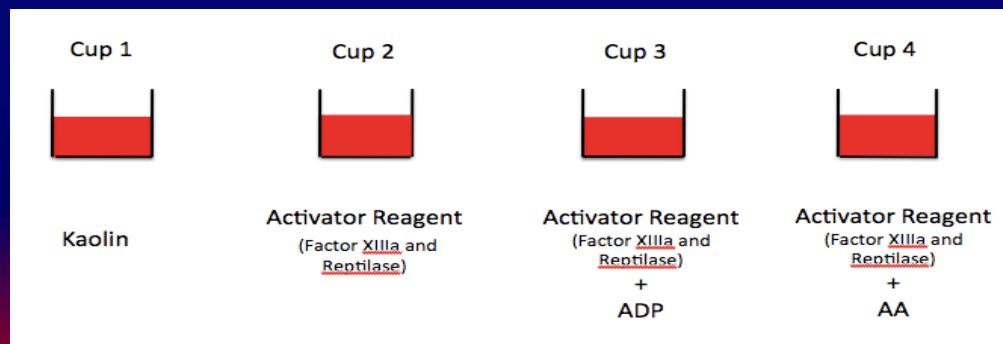 Cup 1
Kaolin
Cup 2
Activator Reagent
(Factor XIIIa and
Reptilase)
Cup 3
Activator Reagent
(Factor XIIIa and
Reptilase)
+
ADP
Cup 4
Activator Reagent
(Factor XIIIa and
Reptilase)
+
AA